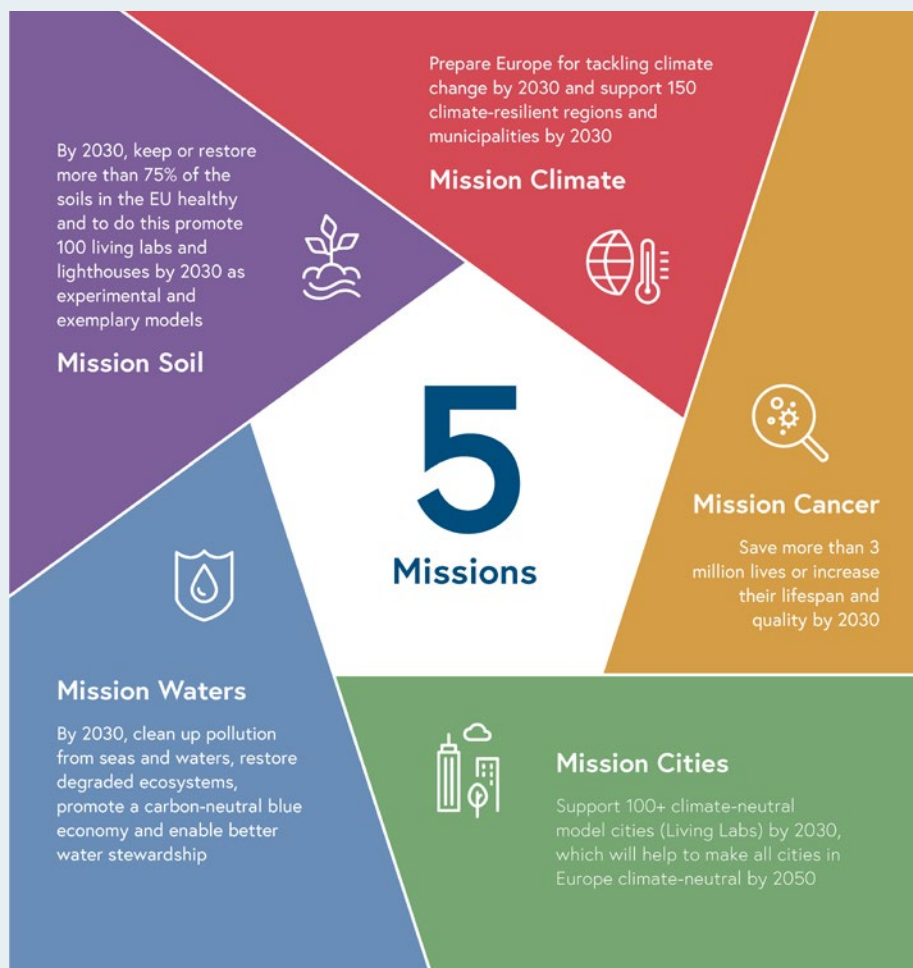 Prepare Europe for tackling climate
change by 2030 and support 150
climate-resilient regions and
municipalities by 2030
Mission Climate
By 2030, keep or restore
more than 75% of the
soils in the EU healthy
and to do this promote
100 living labs and
lighthouses by 2030 as
experimental and
exemplary models
Mission Soil
5
Missions
Mission Cancer
Save more than 3
million lives or increase
their lifespan and
quality by 2030
Mission Waters
By 2030, clean up pollution
from seas and waters, restore
degraded ecosystems,
promote a carbon-neutral blue
economy and enable better
water stewardship
Mission Cities
Support 100+ climate-neutral
model cities (Living Labs) by 2030,
which will help to make all cities in
Europe climate-neutral by 2050